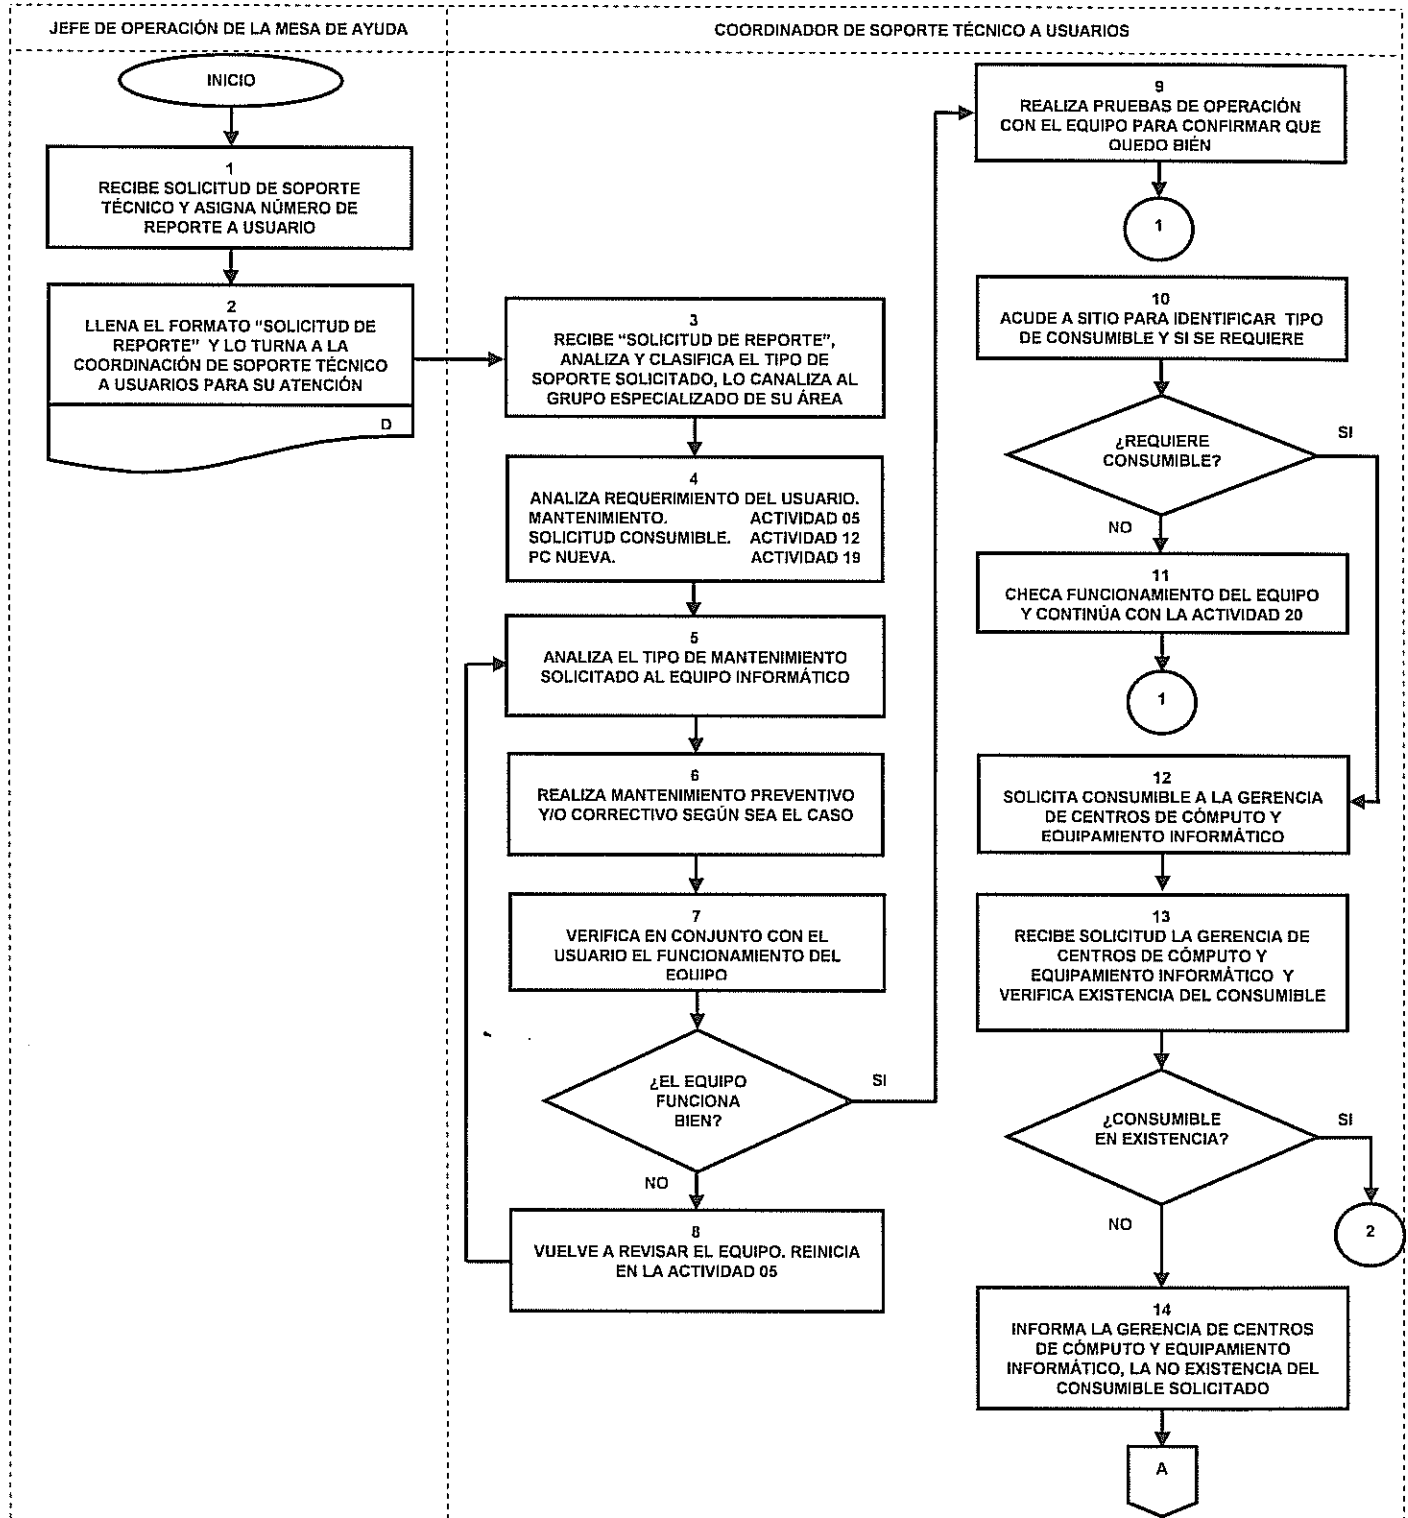 JEFE DE OPERACIÓN DE LA MESA DE AYUDA
COORDINADOR DE SOPORTE TÉCNICO A USUARIOS
INICIO
1
RECIBE SOLICITUD DE SOPORTE
TÉCNICO Y ASIGNA NÚMERO DE
REPORTE A USUARIO
2
LLENA EL FORMATO "SOLICITUD DE
REPORTE" Y LO TURNA A LA
COORDINACIÓN DE SOPORTE TÉCNICO
A USUARIOS PARA SU ATENCIÓN
D
3
RECIBE "SOLICITUD DE REPORTE",
ANALIZA Y CLASIFICA EL TIPO DE
SOPORTE SOLICITADO, LO CANALIZA AL
GRUPO ESPECIALIZADO DE SU ÁREA
4
ANALIZA REQUERIMIENTO DEL USUARIO.
MANTENIMIENTO. ACTIVIDAD 05
SOLICITUD CONSUMIBLE. ACTIVIDAD 12
PC NUEVA. ACTIVIDAD 19
5
ANALIZA EL TIPO DE MANTENIMIENTO
SOLICITADO AL EQUIPO INFORMÁTICO
6
REALIZA MANTENIMIENTO PREVENTIVO
Y/O CORRECTIVO SEGÚN SEA EL CASO
7
VERIFICA EN CONJUNTO CON EL
USUARIO EL FUNCIONAMIENTO DEL
EQUIPO
¿EL EQUIPO
FUNCIONA
BIEN?
SI
NO
8
VUELVE A REVISAR EL EQUIPO. REINICIA
EN LA ACTIVIDAD 05
9
REALIZA PRUEBAS DE OPERACIÓN
CON EL EQUIPO PARA CONFIRMAR QUE
QUEDO BIÉN
1
10
ACUDE A SITIO PARA IDENTIFICAR TIPO
DE CONSUMIBLE Y SI SE REQUIERE
¿REQUIERE
CONSUMIBLE?
SI
NO
11
CHECA FUNCIONAMIENTO DEL EQUIPO
Y CONTINÚA CON LA ACTIVIDAD 20
1
12
SOLICITA CONSUMIBLE A LA GERENCIA
DE CENTROS DE CÓMPUTO Y
EQUIPAMIENTO INFORMÁTICO
13
RECIBE SOLICITUD LA GERENCIA DE
CENTROS DE CÓMPUTO Y
EQUIPAMIENTO INFORMÁTICO Y
VERIFICA EXISTENCIA DEL CONSUMIBLE
¿CONSUMIBLE
EN EXISTENCIA?
SI
NO
2
14
INFORMA LA GERENCIA DE CENTROS
DE CÓMPUTO Y EQUIPAMIENTO
INFORMÁTICO, LA NO EXISTENCIA DEL
CONSUMIBLE SOLICITADO
A